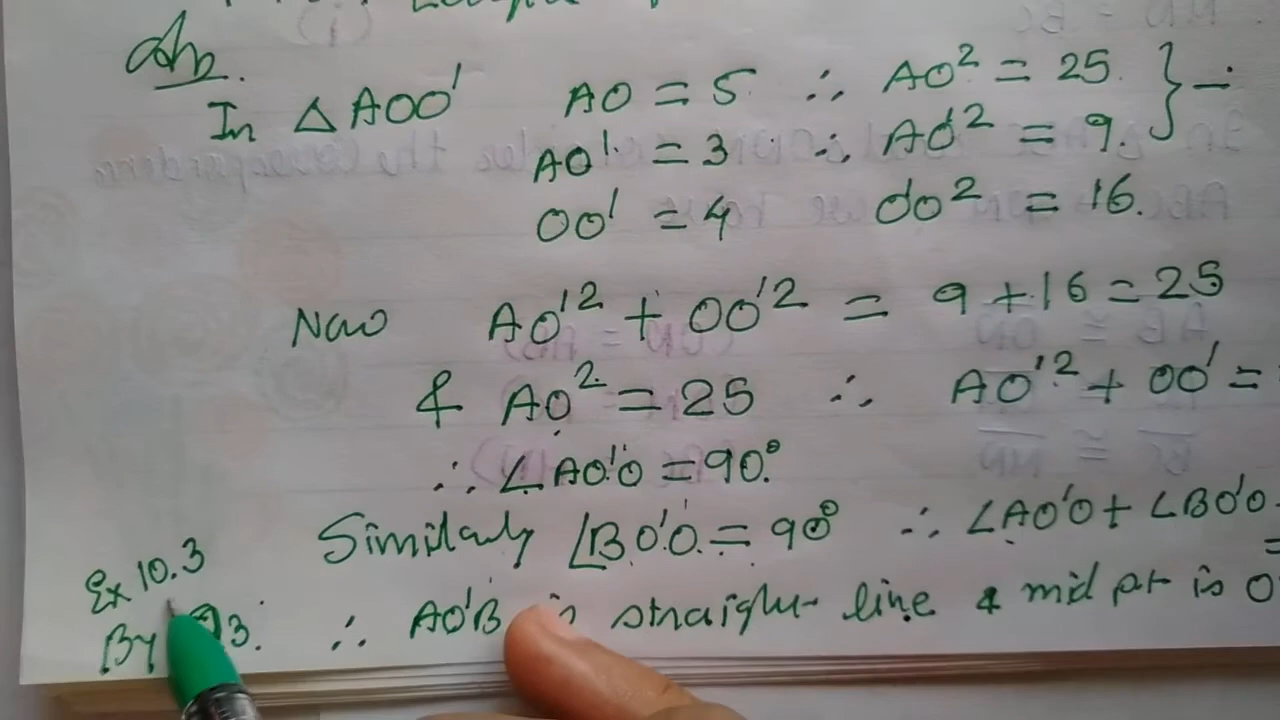 Ans.
In △AOO' AO = 5 ∴ AO² = 25. } —
AO' = 3 ∴ AO'² = 9.
OO' = 4 OO'² = 16.
Now AO'² + OO'² = 9 + 16 = 25
& AO² = 25 ∴ AO'² + OO' =
∴ ∠AO'O = 90°
Similarly ∠BO'O = 90° ∴ ∠AO'O + ∠BO'O
=
Ex 10.3
By 3. ∴ AO'B is straight line & mid pt is O